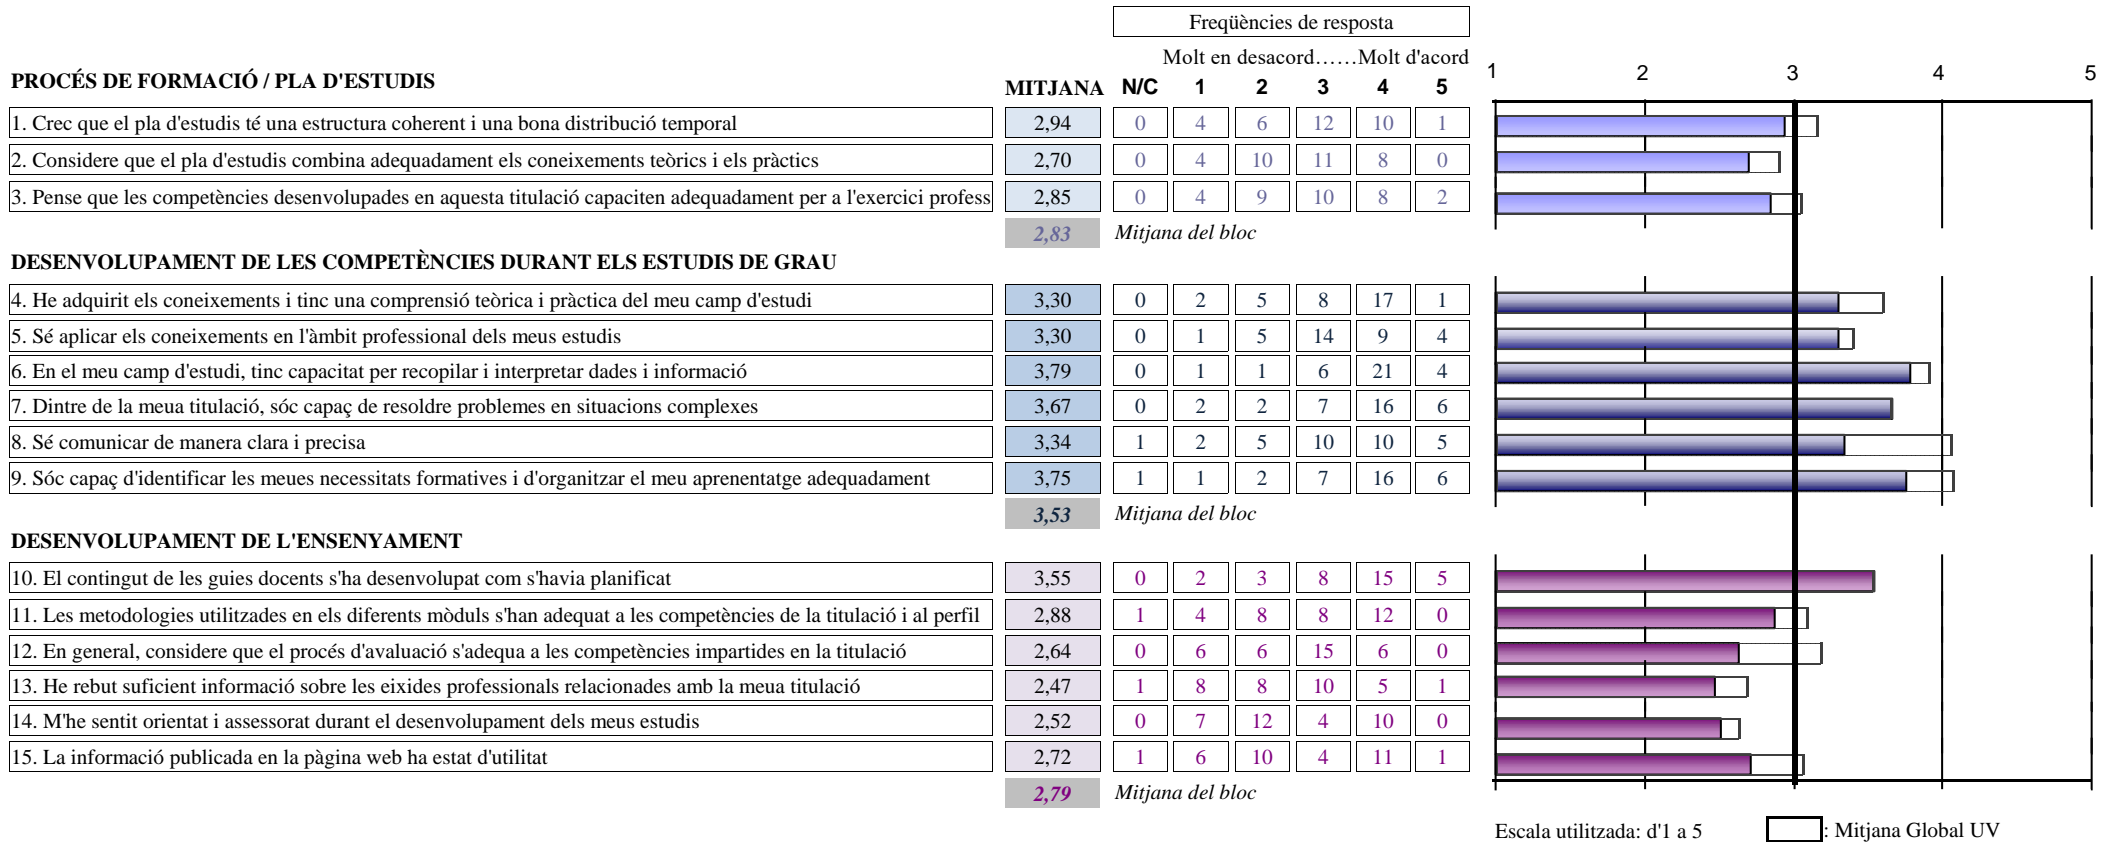 Freqüències de resposta
Molt en desacord……Molt d'acord
PROCÉS DE FORMACIÓ / PLA D'ESTUDIS MITJANA N/C 1 2 3 4 5
1 2 3 4 5
1. Crec que el pla d'estudis té una estructura coherent i una bona distribució temporal 2,94 0 4 6 12 10 1
2. Considere que el pla d'estudis combina adequadament els coneixements teòrics i els pràctics 2,70 0 4 10 11 8 0
3. Pense que les competències desenvolupades en aquesta titulació capaciten adequadament per a l'exercici profess 2,85 0 4 9 10 8 2
2,83 Mitjana del bloc
DESENVOLUPAMENT DE LES COMPETÈNCIES DURANT ELS ESTUDIS DE GRAU
4. He adquirit els coneixements i tinc una comprensió teòrica i pràctica del meu camp d'estudi 3,30 0 2 5 8 17 1
5. Sé aplicar els coneixements en l'àmbit professional dels meus estudis 3,30 0 1 5 14 9 4
6. En el meu camp d'estudi, tinc capacitat per recopilar i interpretar dades i informació 3,79 0 1 1 6 21 4
7. Dintre de la meua titulació, sóc capaç de resoldre problemes en situacions complexes 3,67 0 2 2 7 16 6
8. Sé comunicar de manera clara i precisa 3,34 1 2 5 10 10 5
9. Sóc capaç d'identificar les meues necessitats formatives i d'organitzar el meu aprenentatge adequadament 3,75 1 1 2 7 16 6
3,53 Mitjana del bloc
DESENVOLUPAMENT DE L'ENSENYAMENT
10. El contingut de les guies docents s'ha desenvolupat com s'havia planificat 3,55 0 2 3 8 15 5
11. Les metodologies utilitzades en els diferents mòduls s'han adequat a les competències de la titulació i al perfil 2,88 1 4 8 8 12 0
12. En general, considere que el procés d'avaluació s'adequa a les competències impartides en la titulació 2,64 0 6 6 15 6 0
13. He rebut suficient informació sobre les eixides professionals relacionades amb la meua titulació 2,47 1 8 8 10 5 1
14. M'he sentit orientat i assessorat durant el desenvolupament dels meus estudis 2,52 0 7 12 4 10 0
15. La informació publicada en la pàgina web ha estat d'utilitat 2,72 1 6 10 4 11 1
2,79 Mitjana del bloc
Escala utilitzada: d'1 a 5 : Mitjana Global UV